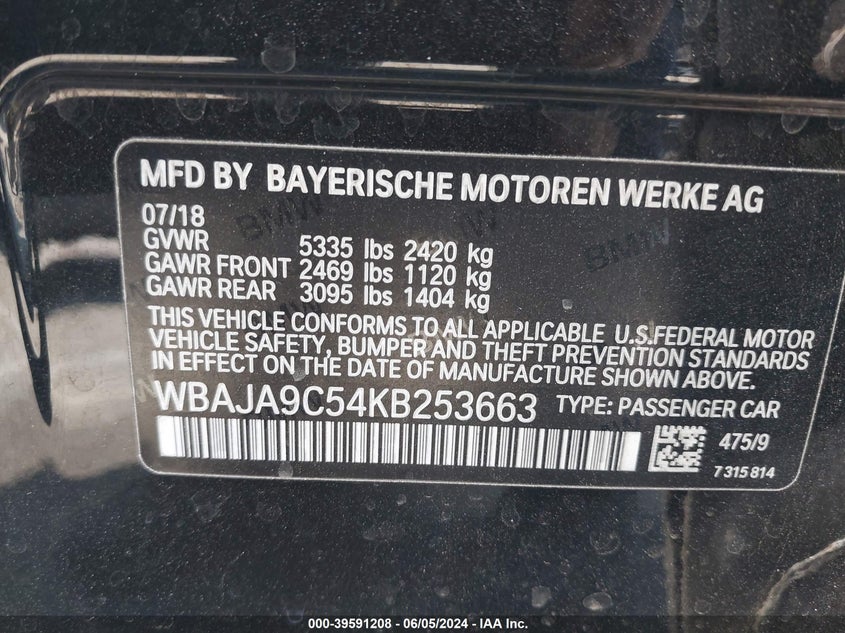 MFD BY BAYERISCHE MOTOREN WERKE AG
07/18
GVWR 5335 lbs 2420 kg
GAWR FRONT 2469 lbs 1120 kg
GAWR REAR 3095 lbs 1404 kg
THIS VEHICLE CONFORMS TO ALL APPLICABLE U.S.FEDERAL MOTOR
VEHICLE SAFETY, BUMPER AND THEFT PREVENTION STANDARDS
IN EFFECT ON THE DATE OF MANUFACTURE SHOWN ABOVE.
WBAJA9C54KB253663 TYPE: PASSENGER CAR
475/9
7315814
BMW
000-39591208 - 06/05/2024 - IAA Inc.